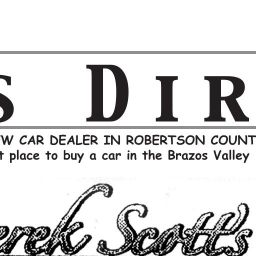 S DIR
W CAR DEALER IN ROBERTSON COUNT
t place to buy a car in the Brazos Valley
erek Scott's